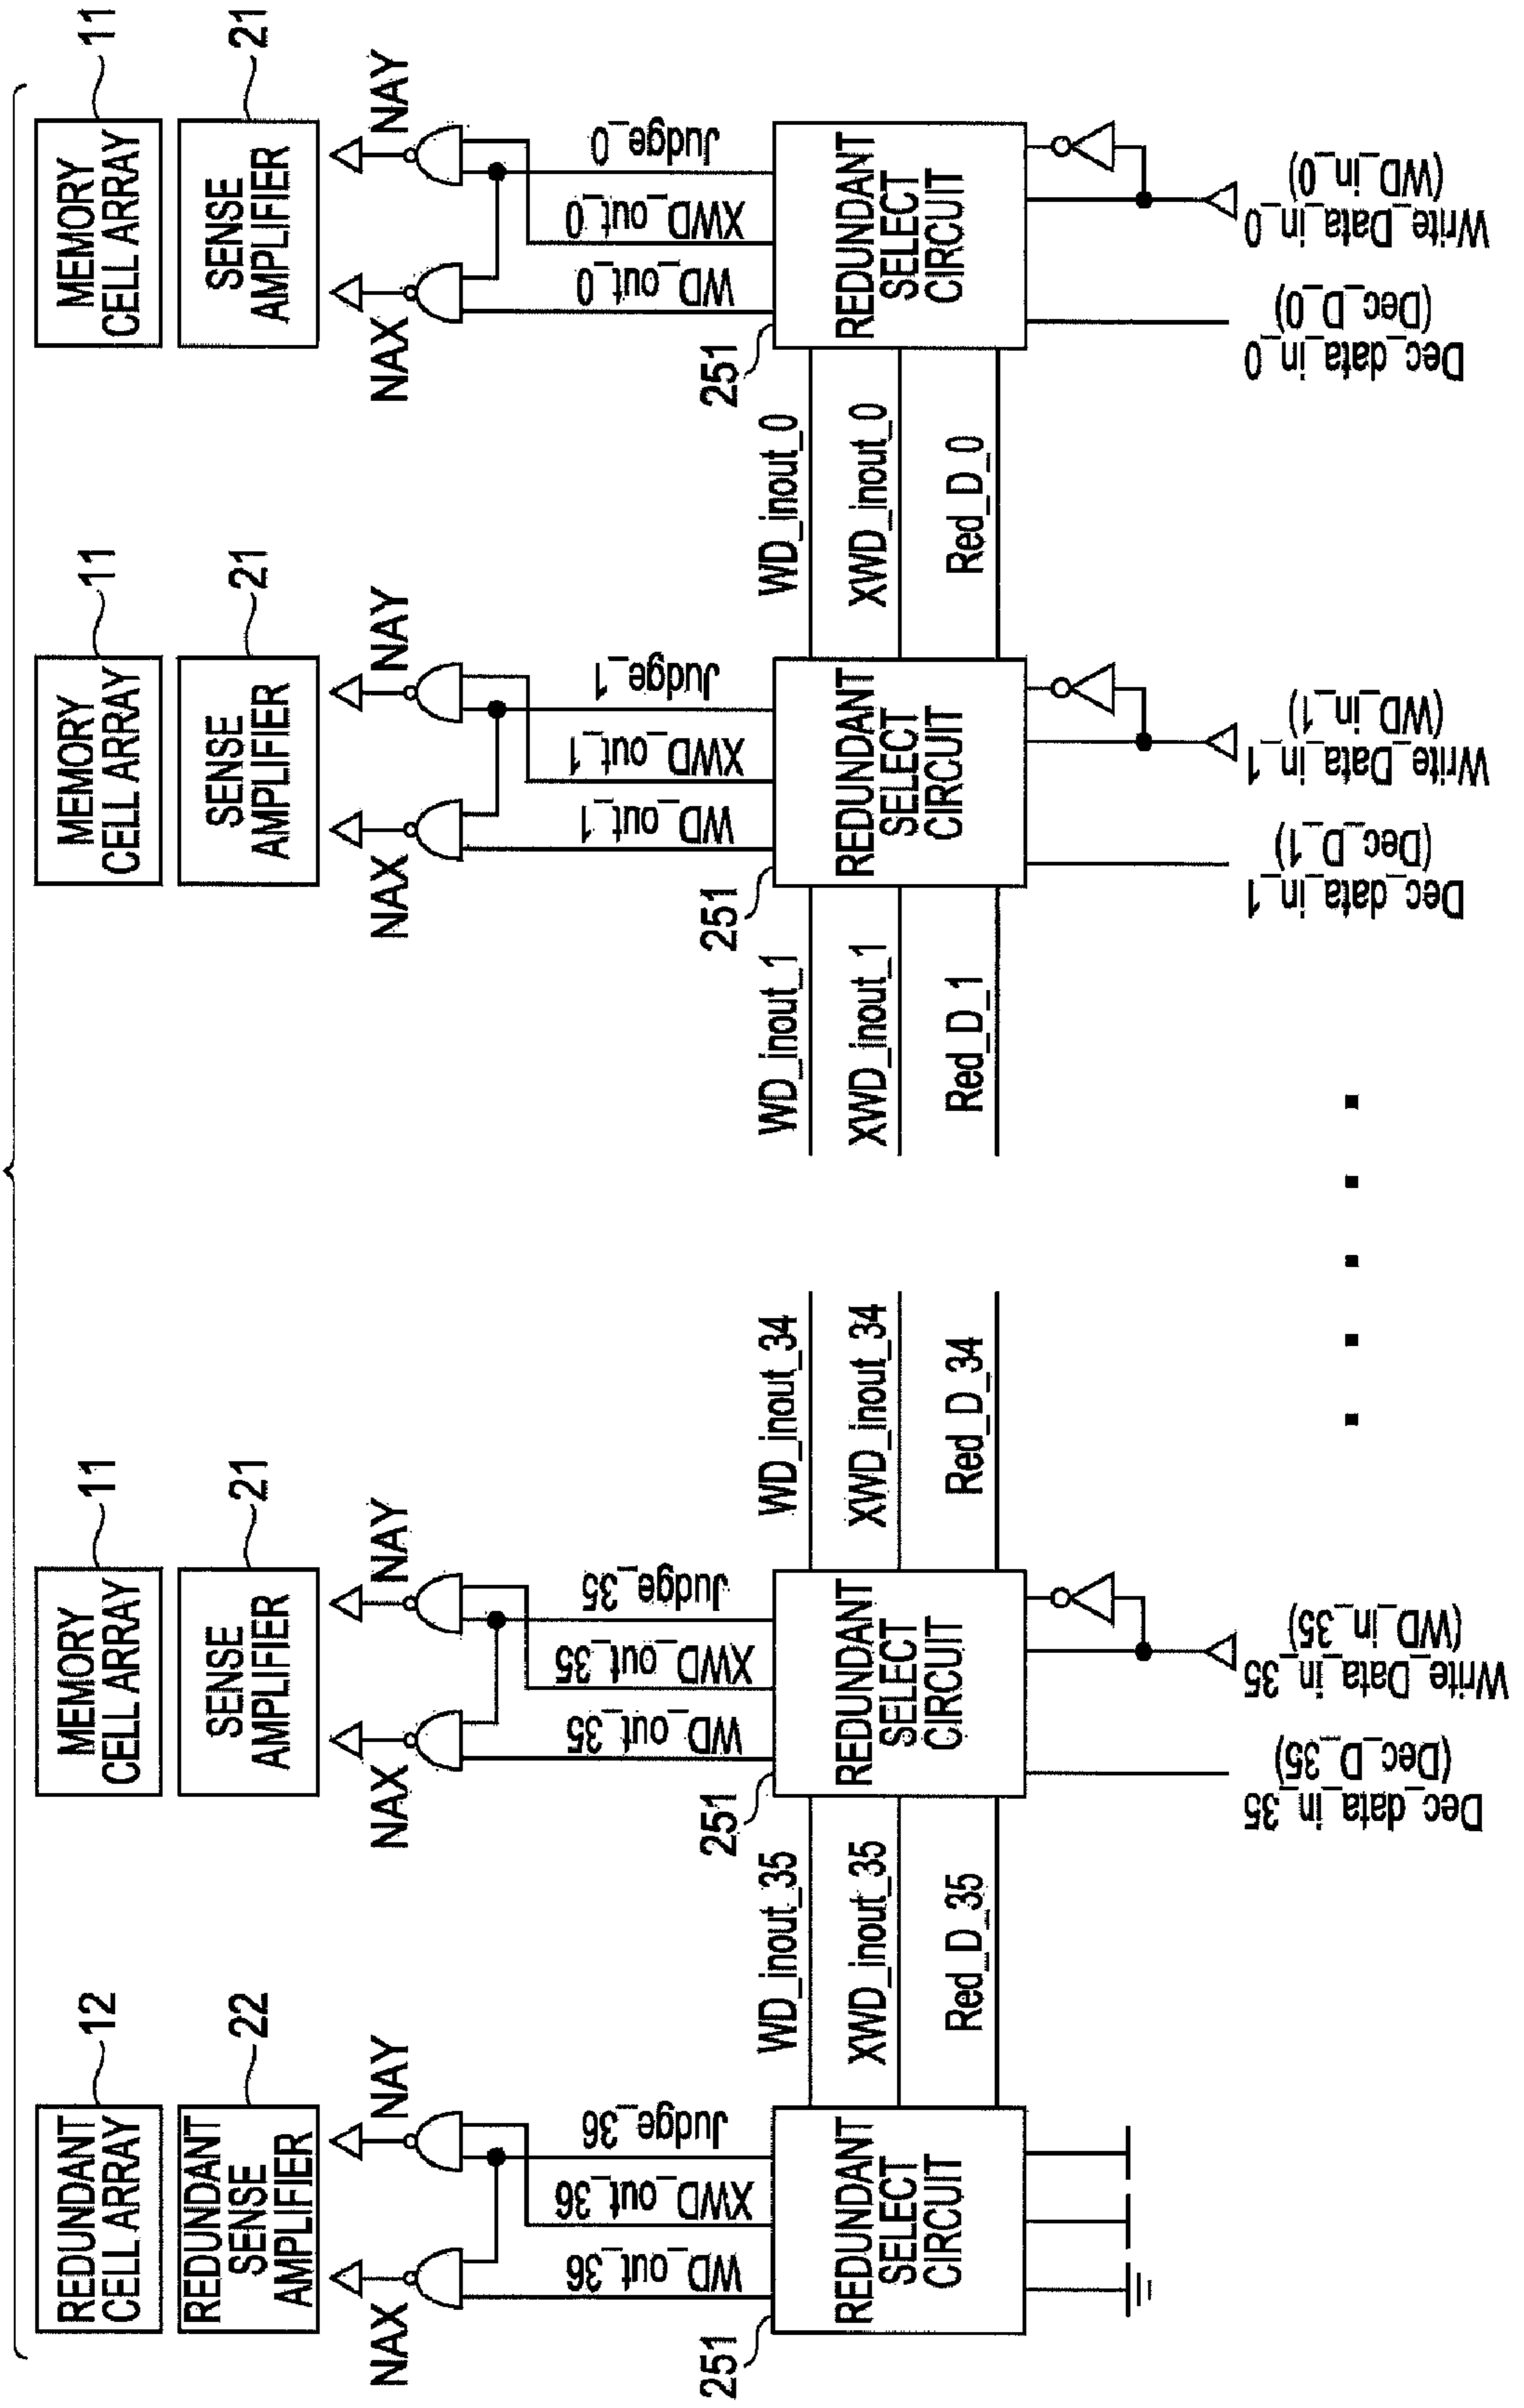 REDUNDANT
CELL ARRAY
12
REDUNDANT
SENSE
AMPLIFIER
22
NAX
NAY
WD_out_36
XWD_out_36
Judge_36
251
REDUNDANT
SELECT
CIRCUIT
WD_inout_35
XWD_inout_35
Red_D_35
MEMORY
CELL ARRAY
11
SENSE
AMPLIFIER
21
NAX
NAY
WD_out_35
XWD_out_35
Judge_35
251
REDUNDANT
SELECT
CIRCUIT
Dec_data_in_35
(Dec_D_35)
Write_Data_in_35
(WD_in_35)
WD_inout_34
XWD_inout_34
Red_D_34
WD_inout_1
XWD_inout_1
Red_D_1
MEMORY
CELL ARRAY
11
SENSE
AMPLIFIER
21
NAX
NAY
WD_out_1
XWD_out_1
Judge_1
251
REDUNDANT
SELECT
CIRCUIT
Dec_data_in_1
(Dec_D_1)
Write_Data_in_1
(WD_in_1)
WD_inout_0
XWD_inout_0
Red_D_0
MEMORY
CELL ARRAY
11
SENSE
AMPLIFIER
21
NAX
NAY
WD_out_0
XWD_out_0
Judge_0
251
REDUNDANT
SELECT
CIRCUIT
Dec_data_in_0
(Dec_D_0)
Write_Data_in_0
(WD_in_0)